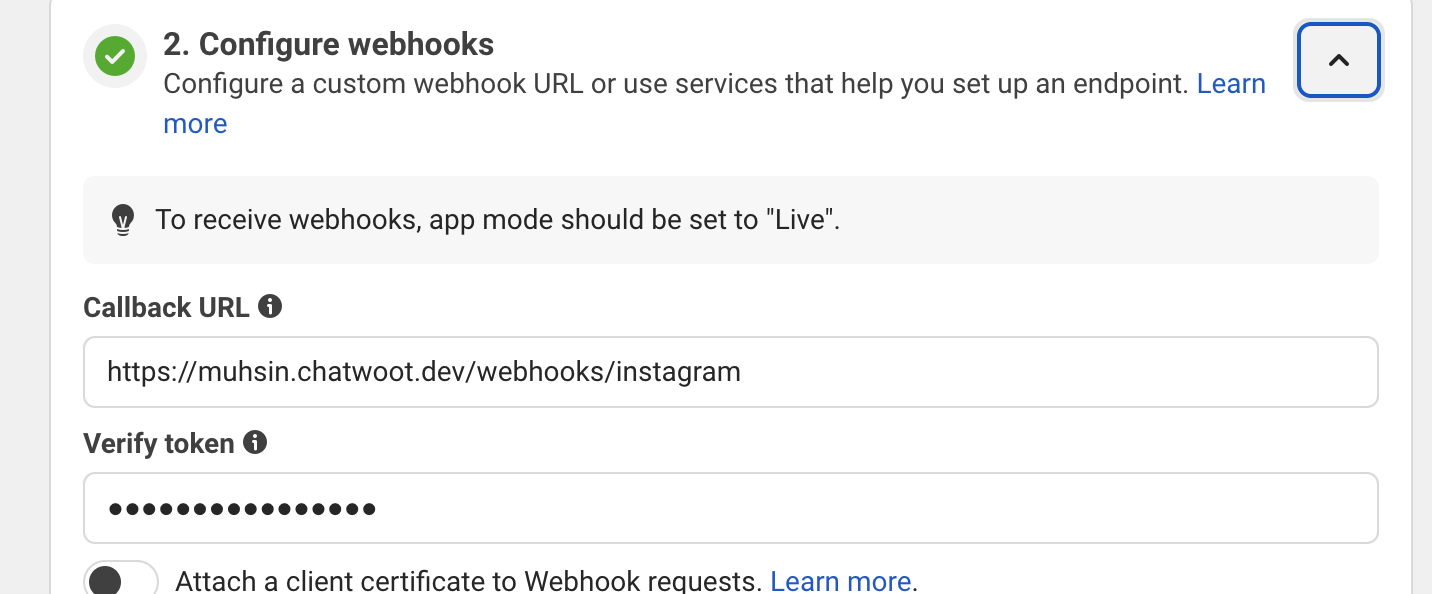 2. Configure webhooks
Configure a custom webhook URL or use services that help you set up an endpoint. Learn
more
To receive webhooks, app mode should be set to "Live".
Callback URL
https://muhsin.chatwoot.dev/webhooks/instagram
Verify token
••••••••••••••••
Attach a client certificate to Webhook requests. Learn more.